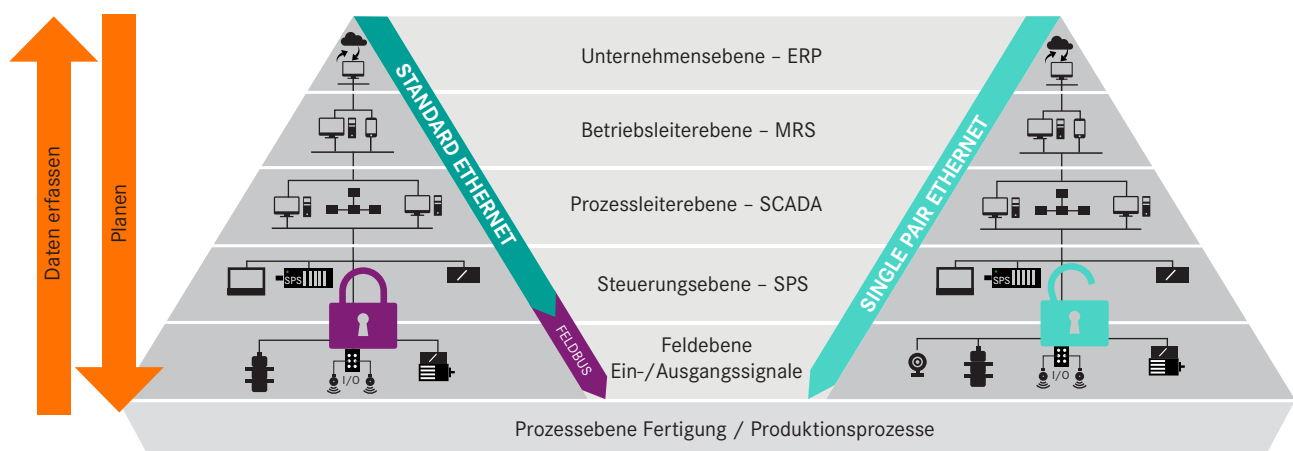 Daten erfassen
Planen
STANDARD ETHERNET
FELDBUS
SPS
I/O
Unternehmensebene – ERP
Betriebsleiterebene – MRS
Prozessleiterebene – SCADA
Steuerungsebene – SPS
Feldebene
Ein-/Ausgangssignale
SINGLE PAIR ETHERNET
SPS
I/O
Prozessebene Fertigung / Produktionsprozesse